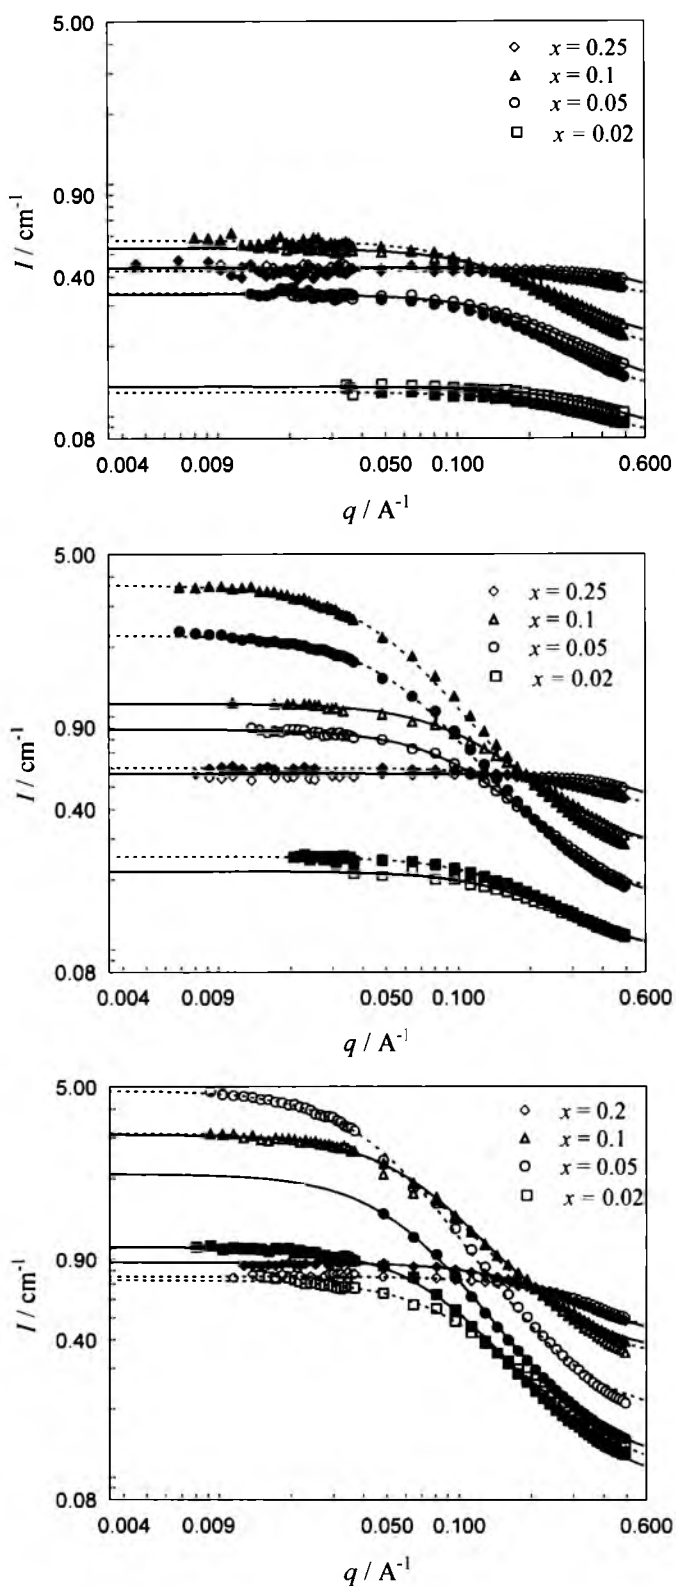 5.00
0.90
0.40
0.08
I / cm⁻¹
x = 0.25
x = 0.1
x = 0.05
x = 0.02
0.004 0.009 0.050 0.100 0.600
q / A⁻¹
5.00
0.90
0.40
0.08
I / cm⁻¹
x = 0.25
x = 0.1
x = 0.05
x = 0.02
0.004 0.009 0.050 0.100 0.600
q / A⁻¹
5.00
0.90
0.40
0.08
I / cm⁻¹
x = 0.2
x = 0.1
x = 0.05
x = 0.02
0.004 0.009 0.050 0.100 0.600
q / A⁻¹